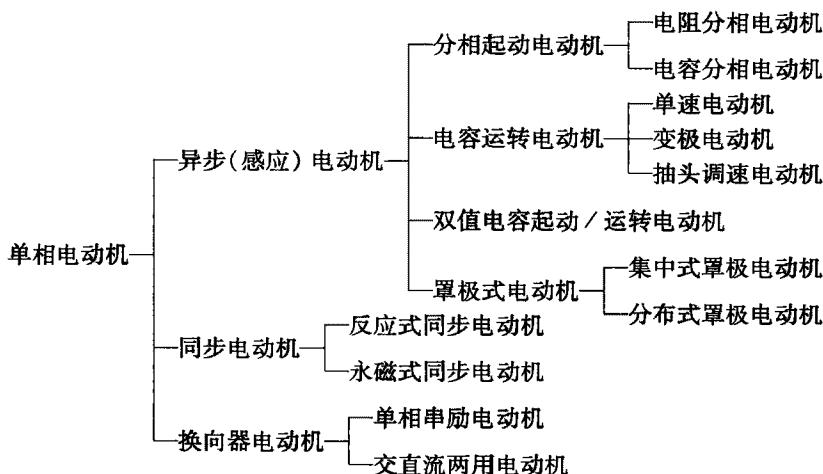 电阻分相电动机
分相起动电动机
电容分相电动机
单速电动机
电容运转电动机
变极电动机
异步(感应)电动机
抽头调速电动机
双值电容起动/运转电动机
单相电动机
集中式罩极电动机
罩极式电动机
分布式罩极电动机
反应式同步电动机
同步电动机
永磁式同步电动机
单相串励电动机
换向器电动机
交直流两用电动机